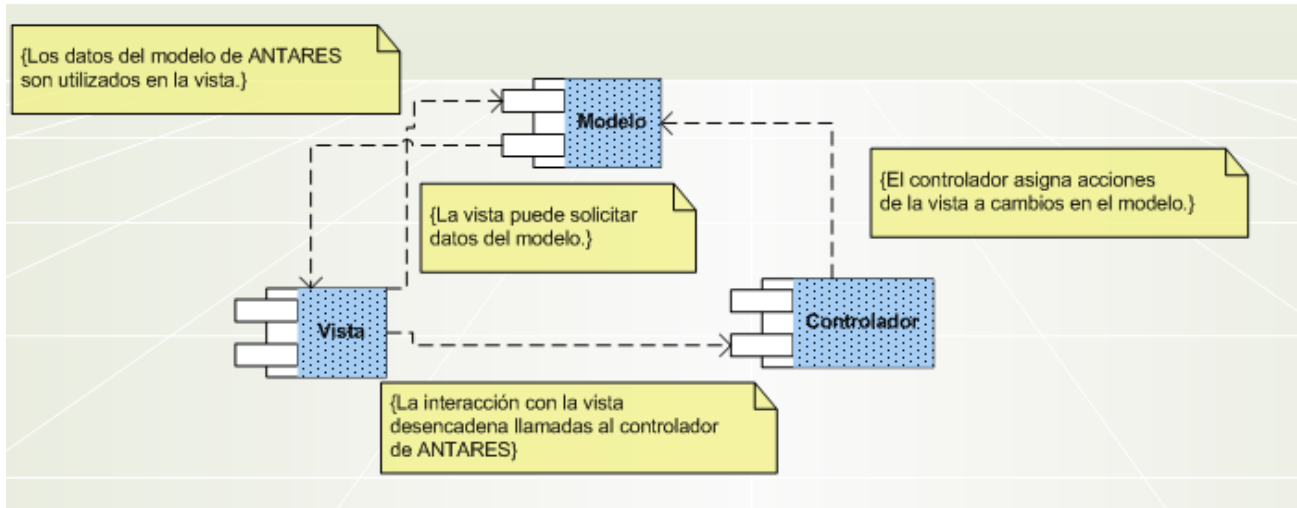 {Los datos del modelo de ANTARES
son utilizados en la vista.}
Modelo
{La vista puede solicitar
datos del modelo.}
{El controlador asigna acciones
de la vista a cambios en el modelo.}
Vista
Controlador
{La interacción con la vista
desencadena llamadas al controlador
de ANTARES}